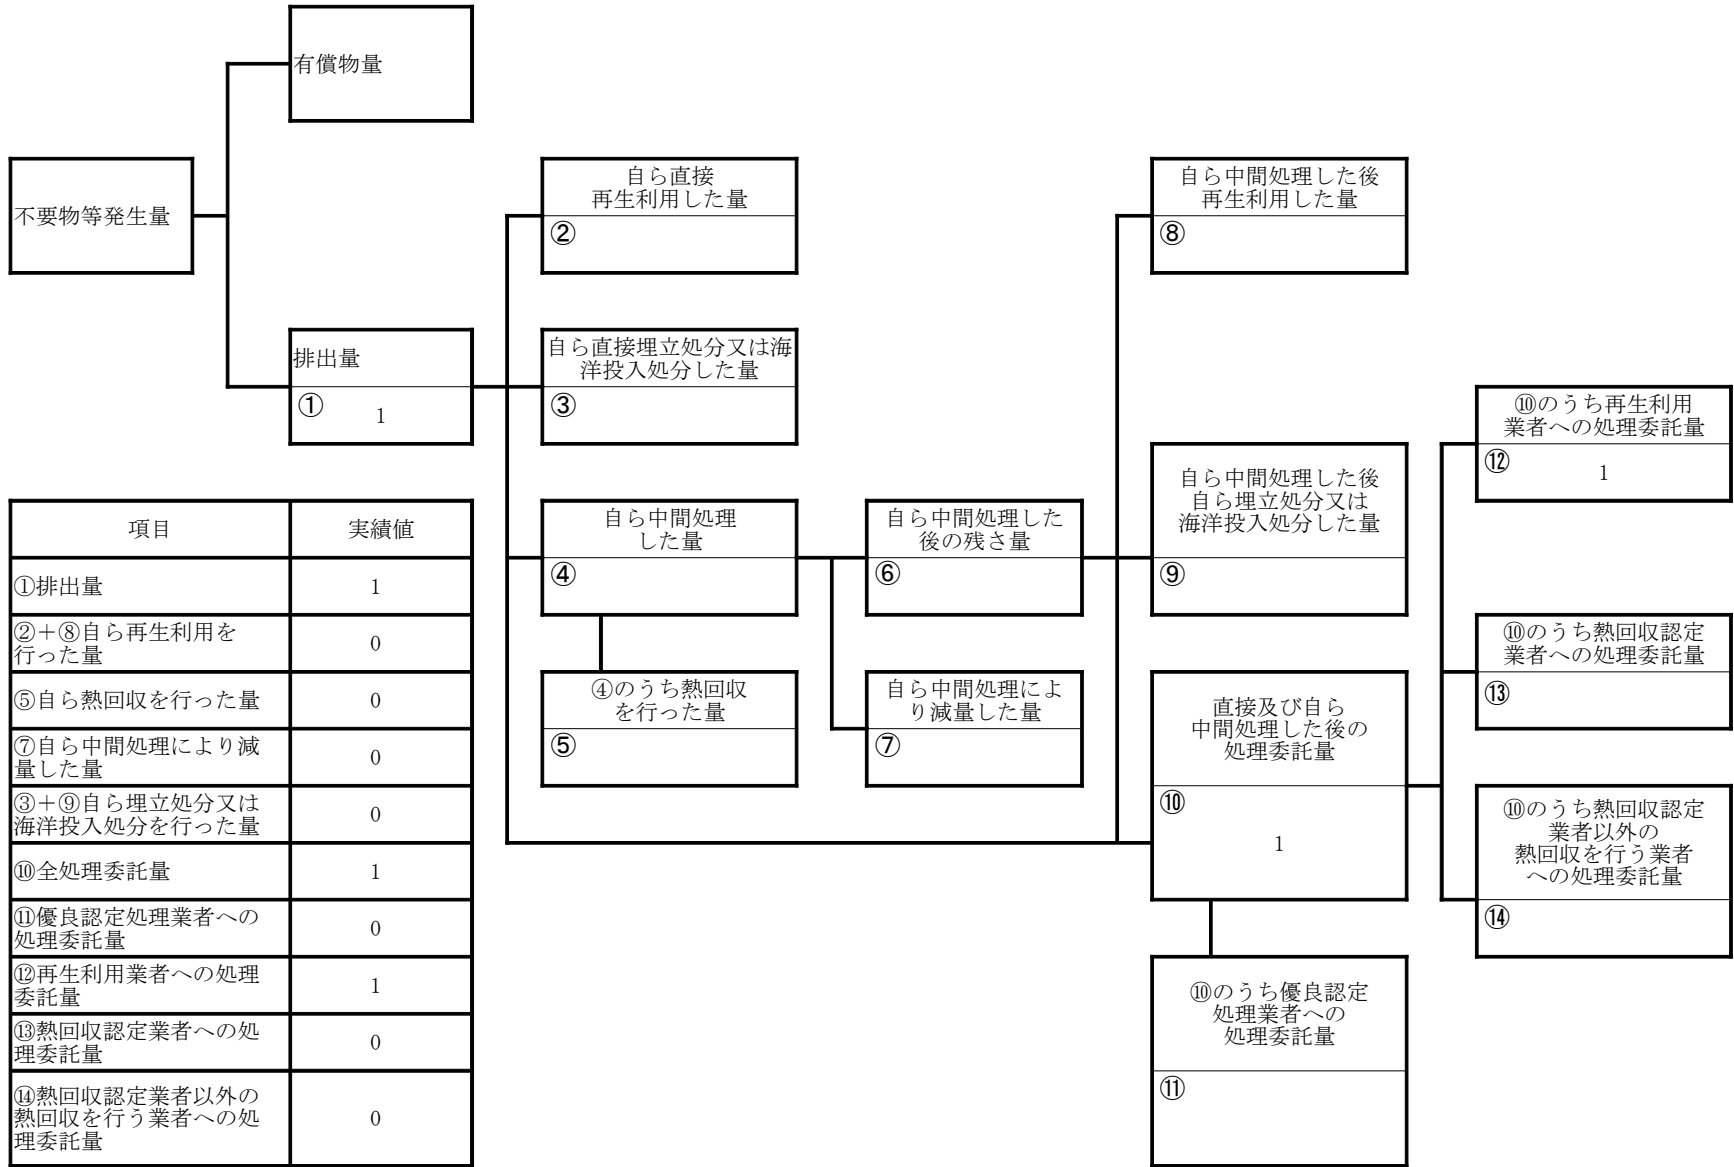 有償物量
不要物等発生量
自ら直接
再生利用した量
②
自ら中間処理した後
再生利用した量
⑧
排出量
①
1
自ら直接埋立処分又は海
洋投入処分した量
③
⑩のうち再生利用
業者への処理委託量
⑫
1
自ら中間処理
した量
④
自ら中間処理した
後の残さ量
⑥
自ら中間処理した後
自ら埋立処分又は
海洋投入処分した量
⑨
④のうち熱回収
を行った量
⑤
自ら中間処理によ
り減量した量
⑦
直接及び自ら
中間処理した後の
処理委託量
⑩
1
⑩のうち熱回収認定
業者への処理委託量
⑬
⑩のうち熱回収認定
業者以外の
熱回収を行う業者
への処理委託量
⑭
⑩のうち優良認定
処理業者への
処理委託量
⑪
項目 実績値
①排出量 1
②+⑧自ら再生利用を
行った量 0
⑤自ら熱回収を行った量 0
⑦自ら中間処理により減
量した量 0
③+⑨自ら埋立処分又は
海洋投入処分を行った量 0
⑩全処理委託量 1
⑪優良認定処理業者への
処理委託量 0
⑫再生利用業者への処理
委託量 1
⑬熱回収認定業者への処
理委託量 0
⑭熱回収認定業者以外の
熱回収を行う業者への処
理委託量 0